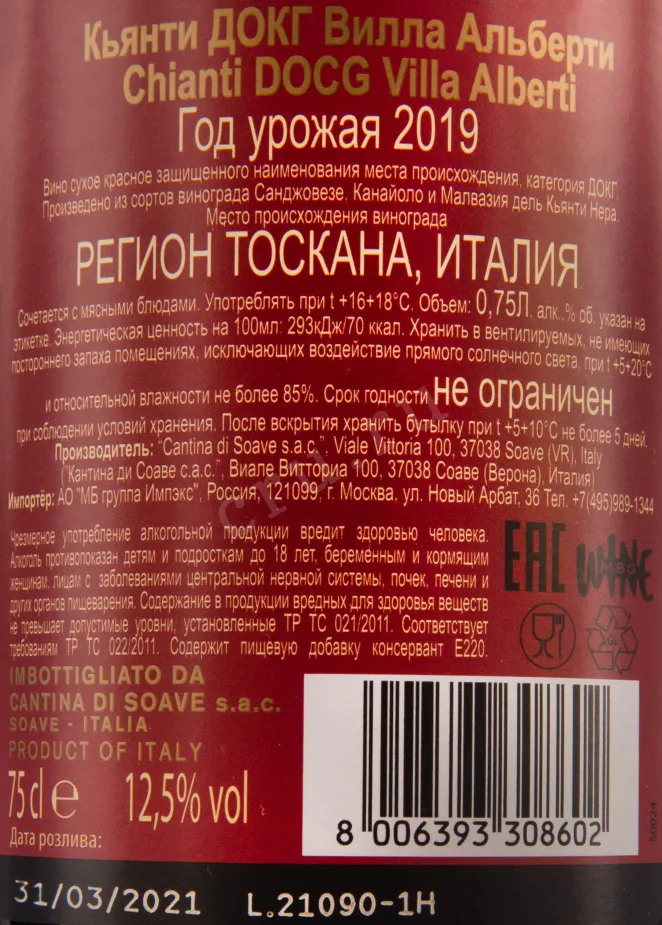 Кьянти ДОКГ Вилла Альберти
Chianti DOCG Villa Alberti
Год урожая 2019
Вино сухое красное защищенного наименования места происхождения, категория ДОКГ.
Произведено из сортов винограда Санджовезе, Канайоло и Малвазия дель Кьянти Нера.
Место происхождения винограда
РЕГИОН ТОСКАНА, ИТАЛИЯ
Сочетается с мясными блюдами. Употреблять при t +16+18°С. Объем: 0,75Л. алк.,% об. указан на
этикетке. Энергетическая ценность на 100мл: 293кДж/70 ккал. Хранить в вентилируемых, не имеющих
постороннего запаха помещениях, исключающих воздействие прямого солнечного света, при t +5+20°С
и относительной влажности не более 85%. Срок годности не ограничен
при соблюдении условий хранения. После вскрытия хранить бутылку при t +5+10°С не более 5 дней.
Производитель: "Cantina di Soave s.a.c.", Viale Vittoria 100, 37038 Soave (VR), Italy
("Кантина ди Соаве с.а.с.", Виале Виттория 100, 37038 Соаве (Верона), Италия)
Импортёр: АО "МБ группа Импэкс", Россия, 121099, г. Москва, ул. Новый Арбат, 36 Тел. +7(495)989-1344
Чрезмерное употребление алкогольной продукции вредит здоровью человека.
Алкоголь противопоказан детям и подросткам до 18 лет, беременным и кормящим
женщинам, лицам с заболеваниями центральной нервной системы, почек, печени и
других органов пищеварения. Содержание в продукции вредных для здоровья веществ
не превышает допустимые уровни, установленные ТР ТС 021/2011. Соответствует
требованиям ТР ТС 022/2011. Содержит пищевую добавку консервант Е220.
EAC
WINE
MBG
IMBOTTIGLIATO DA
CANTINA DI SOAVE s.a.c.
SOAVE - ITALIA
PRODUCT OF ITALY
75cl e 12,5% vol
Дата розлива:
8 006393 308602
50024
31/03/2021 L.21090-1H
cru.ru